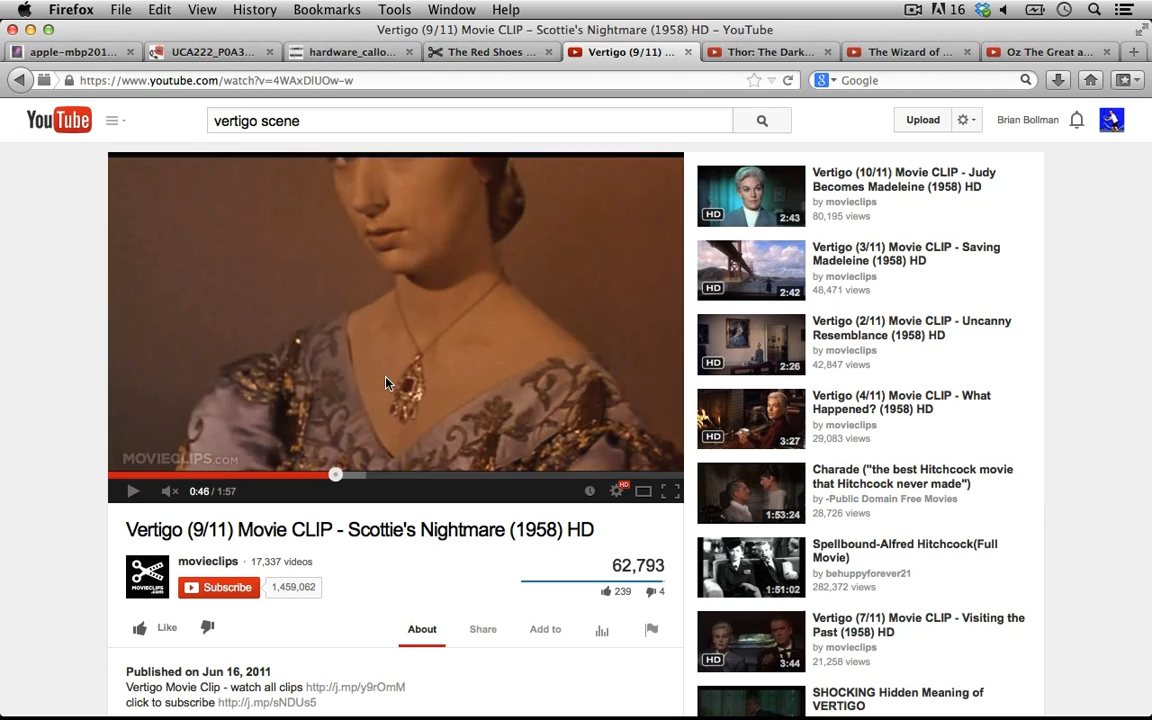 Firefox File Edit View History Bookmarks Tools Window Help 16
Vertigo (9/11) Movie CLIP – Scottie's Nightmare (1958) HD – YouTube
apple-mbp201... × UCA222_P0A3... × hardware_callo... × The Red Shoes ... × Vertigo (9/11) ... × Thor: The Dark... × The Wizard of ... × Oz The Great a... × +
https://www.youtube.com/watch?v=4WAxDlUOw-w Google
YouTube vertigo scene Upload Brian Bollman
MOVIECLIPS.COM
0:46 / 1:57 HD
Vertigo (9/11) Movie CLIP - Scottie's Nightmare (1958) HD
MOVIECLIPS.COM
movieclips · 17,337 videos
62,793
Subscribe 1,459,062
239 4
Like About Share Add to
Published on Jun 16, 2011
Vertigo Movie Clip - watch all clips http://j.mp/y9rOmM
click to subscribe http://j.mp/sNDUs5
HD 2:43
Vertigo (10/11) Movie CLIP - Judy
Becomes Madeleine (1958) HD
by movieclips
80,195 views
HD 2:42
Vertigo (3/11) Movie CLIP - Saving
Madeleine (1958) HD
by movieclips
48,471 views
HD 2:26
Vertigo (2/11) Movie CLIP - Uncanny
Resemblance (1958) HD
by movieclips
42,847 views
HD 3:27
Vertigo (4/11) Movie CLIP - What
Happened? (1958) HD
by movieclips
29,083 views
1:53:24
Charade ("the best Hitchcock movie
that Hitchcock never made")
by -Public Domain Free Movies
28,726 views
1:51:02
Spellbound-Alfred Hitchcock(Full
Movie)
by behuppyforever21
282,372 views
HD 3:44
Vertigo (7/11) Movie CLIP - Visiting the
Past (1958) HD
by movieclips
21,258 views
SHOCKING Hidden Meaning of
VERTIGO